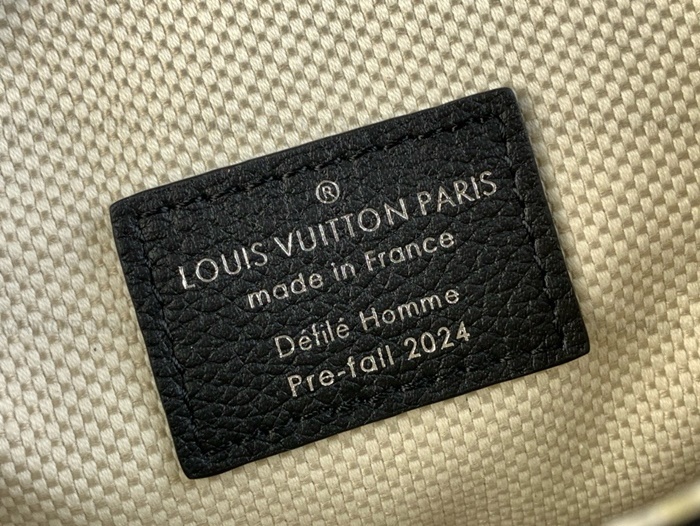 ®
LOUIS VUITTON PARIS
made in France
Défilé Homme
Pre-fall 2024